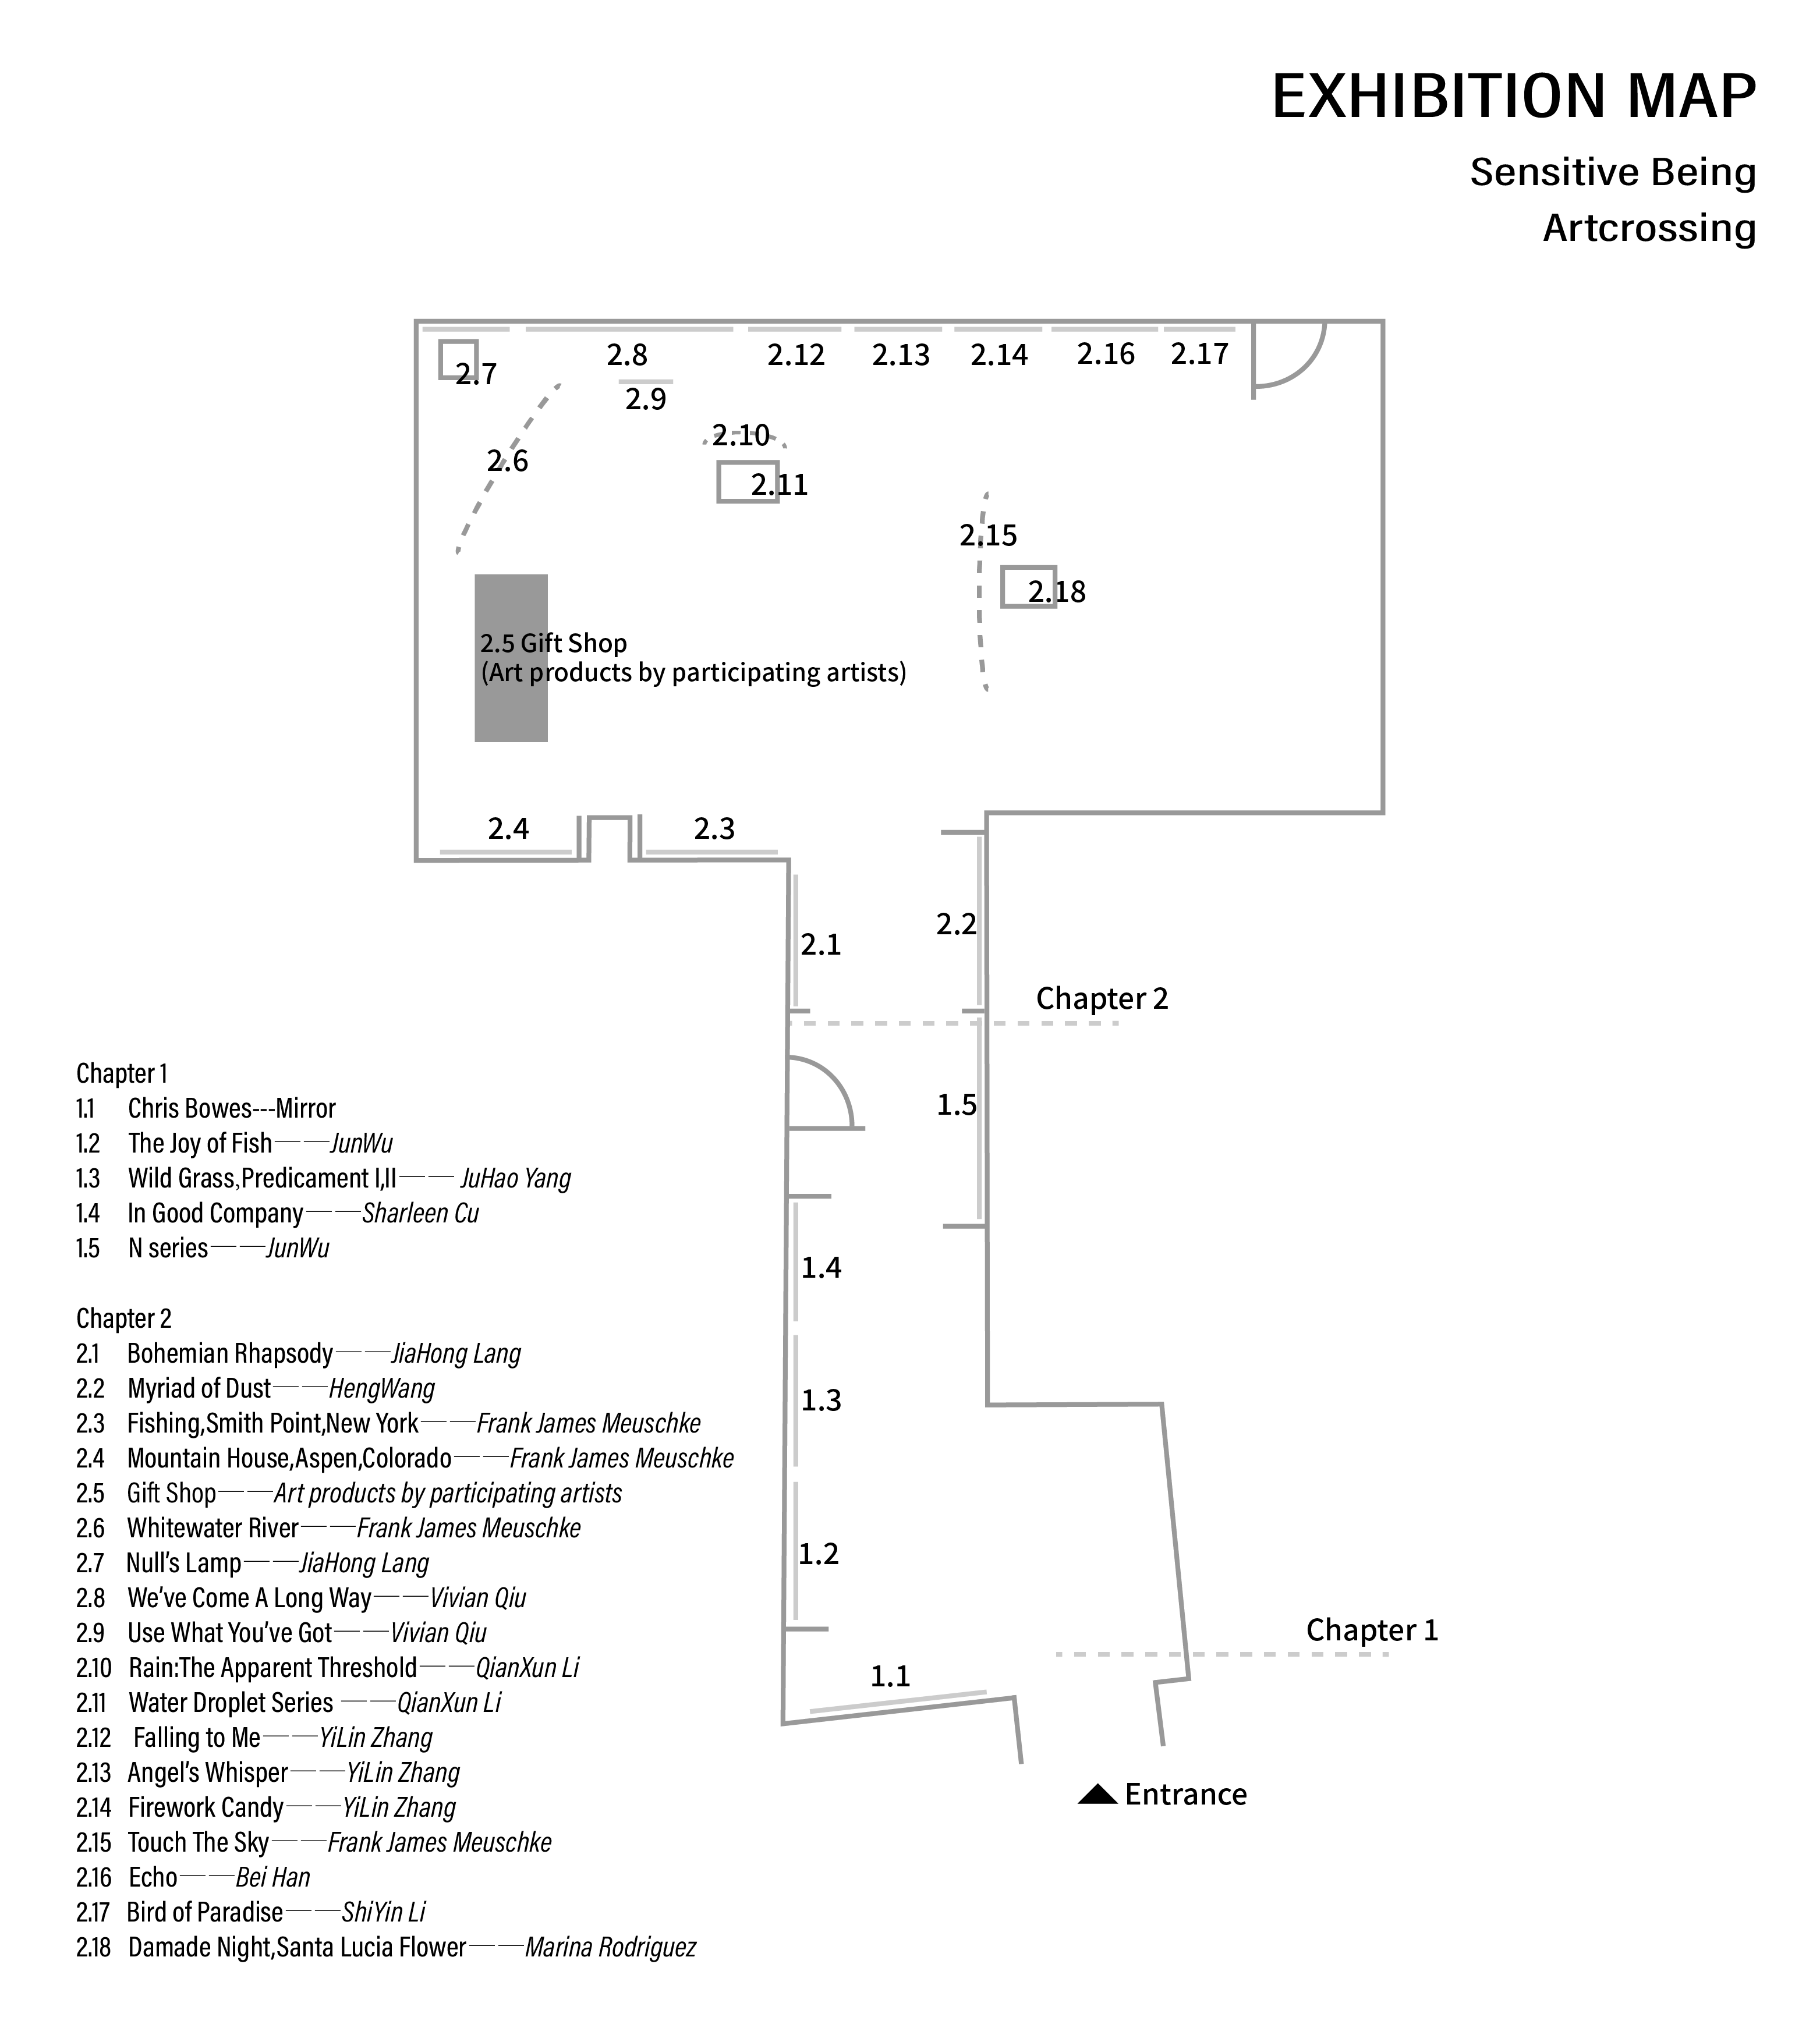 EXHIBITION MAP
Sensitive Being
Artcrossing
2.7
2.8
2.12
2.13
2.14
2.16
2.17
2.9
2.10
2.6
2.11
2.15
2.18
2.5 Gift Shop
(Art products by participating artists)
2.4
2.3
2.1
2.2
Chapter 2
1.5
1.4
1.3
1.2
Chapter 1
1.1
Entrance
Chapter 1
1.1 Chris Bowes---Mirror
1.2 The Joy of Fish——JunWu
1.3 Wild Grass,Predicament I,II—— JuHao Yang
1.4 In Good Company——Sharleen Cu
1.5 N series——JunWu
Chapter 2
2.1 Bohemian Rhapsody——JiaHong Lang
2.2 Myriad of Dust——HengWang
2.3 Fishing,Smith Point,New York——Frank James Meuschke
2.4 Mountain House,Aspen,Colorado——Frank James Meuschke
2.5 Gift Shop——Art products by participating artists
2.6 Whitewater River——Frank James Meuschke
2.7 Null's Lamp——JiaHong Lang
2.8 We've Come A Long Way——Vivian Qiu
2.9 Use What You've Got——Vivian Qiu
2.10 Rain:The Apparent Threshold——QianXun Li
2.11 Water Droplet Series ——QianXun Li
2.12 Falling to Me——YiLin Zhang
2.13 Angel's Whisper——YiLin Zhang
2.14 Firework Candy——YiLin Zhang
2.15 Touch The Sky——Frank James Meuschke
2.16 Echo——Bei Han
2.17 Bird of Paradise——ShiYin Li
2.18 Damade Night,Santa Lucia Flower——Marina Rodriguez